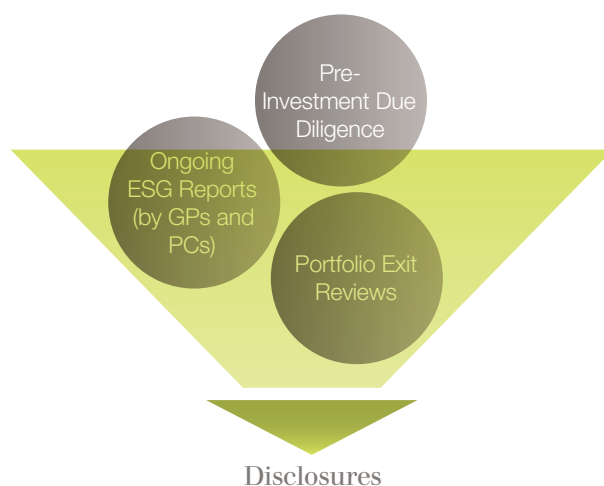 Pre-
Investment Due
Diligence
Ongoing
ESG Reports
(by GPs and
PCs)
Portfolio Exit
Reviews
Disclosures